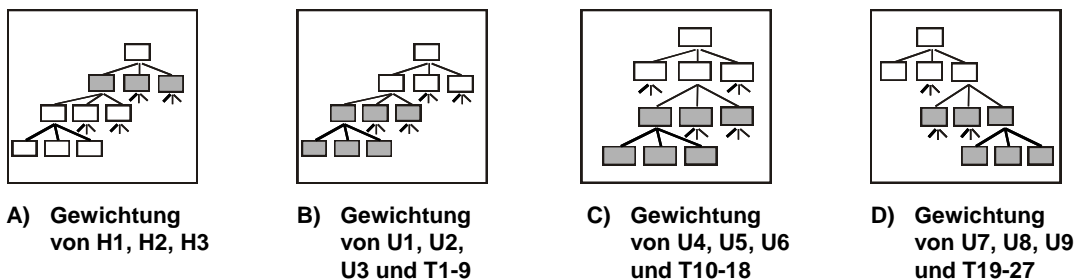 A) Gewichtung
von H1, H2, H3
B) Gewichtung
von U1, U2,
U3 und T1-9
C) Gewichtung
von U4, U5, U6
und T10-18
D) Gewichtung
von U7, U8, U9
und T19-27